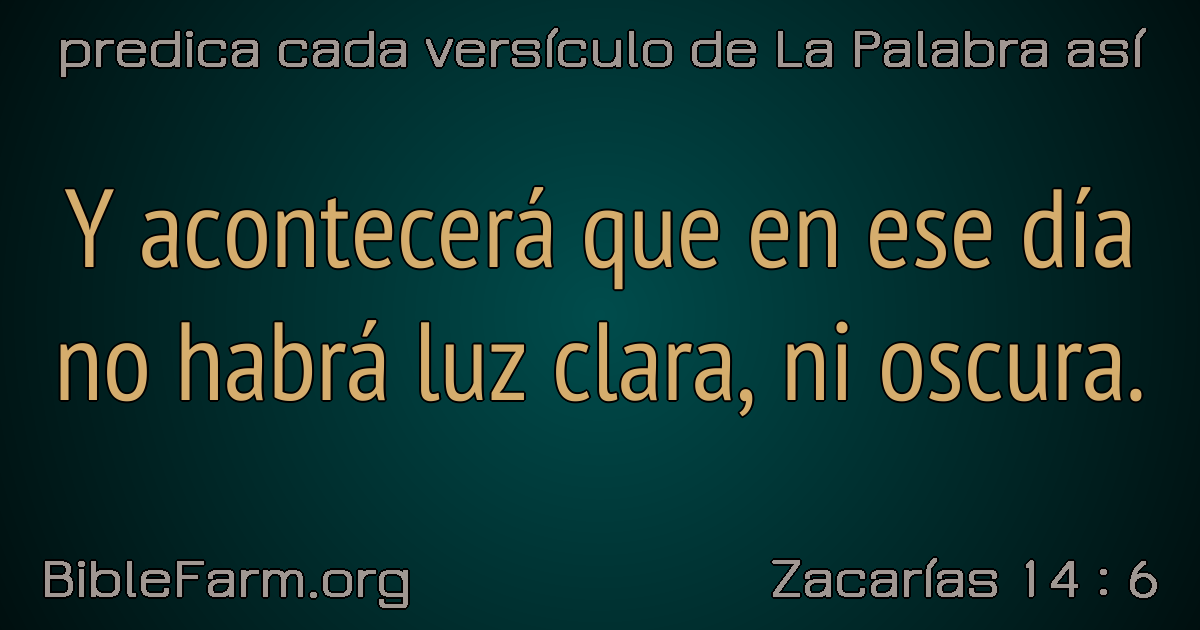 predica cada versículo de La Palabra así
Y acontecerá que en ese día
no habrá luz clara, ni oscura.
BibleFarm.org
Zacarías 14 : 6